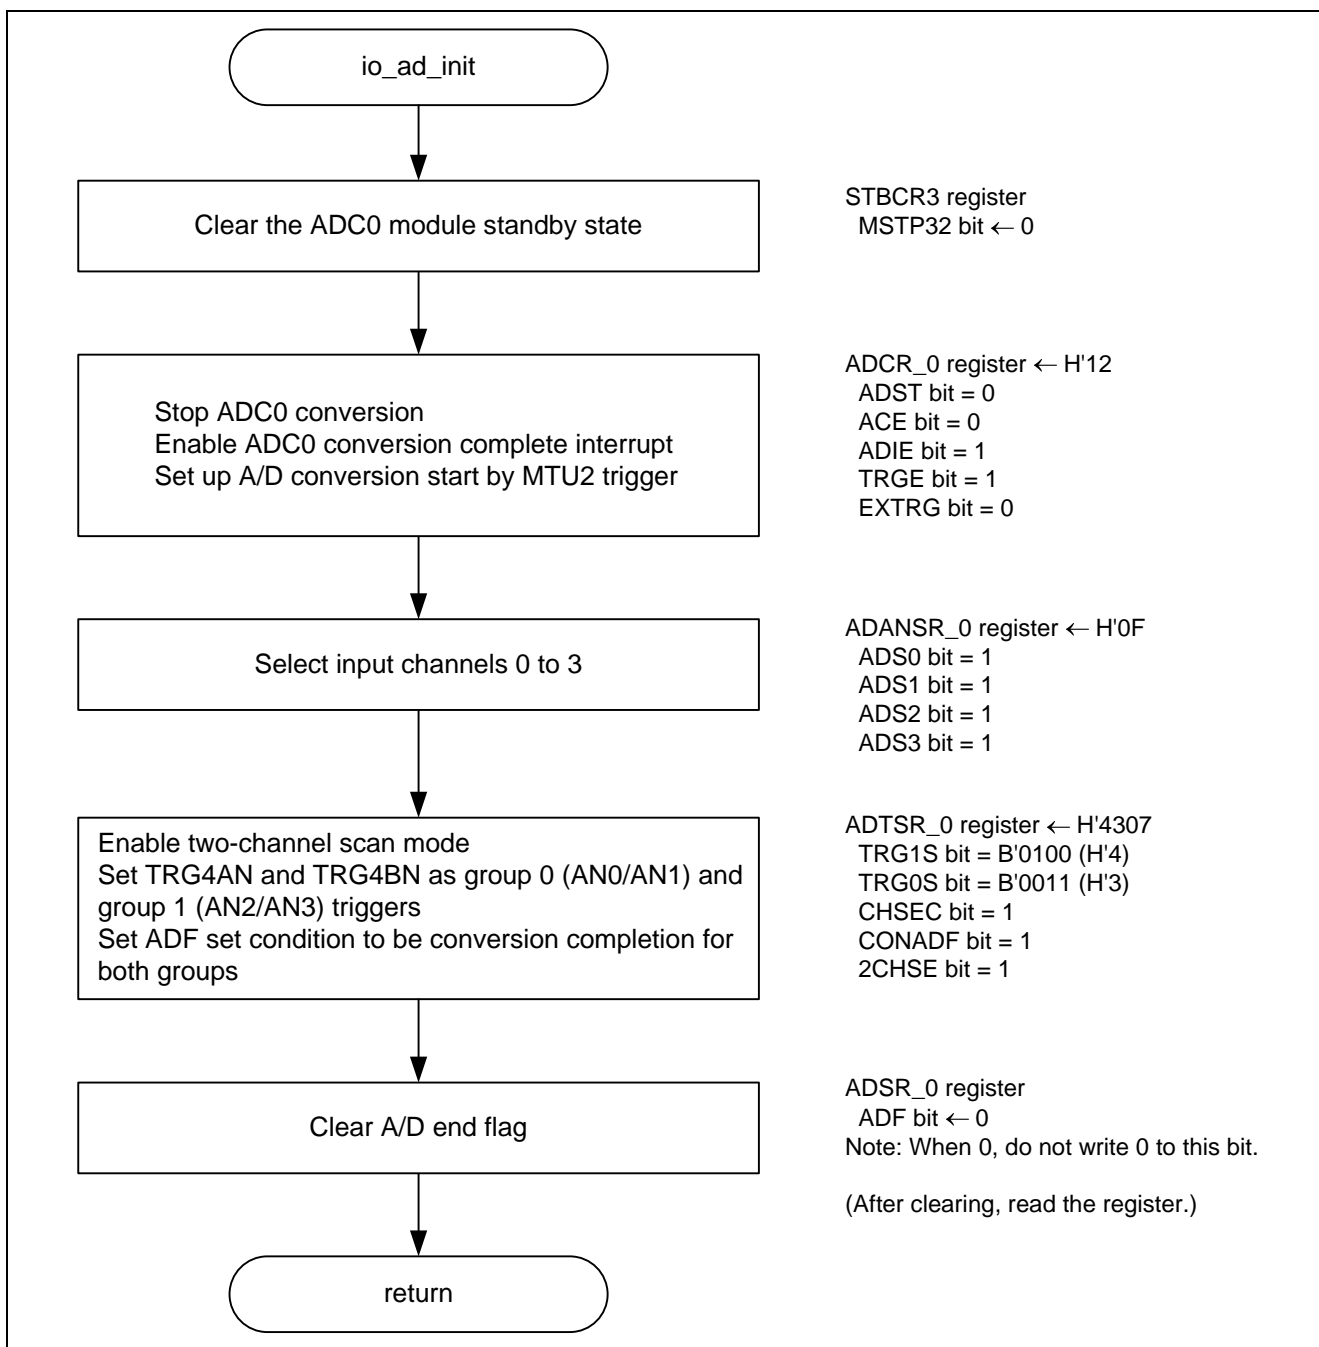 io_ad_init
Clear the ADC0 module standby state
STBCR3 register
MSTP32 bit ← 0
Stop ADC0 conversion
Enable ADC0 conversion complete interrupt
Set up A/D conversion start by MTU2 trigger
ADCR_0 register ← H'12
ADST bit = 0
ACE bit = 0
ADIE bit = 1
TRGE bit = 1
EXTRG bit = 0
Select input channels 0 to 3
ADANSR_0 register ← H'0F
ADS0 bit = 1
ADS1 bit = 1
ADS2 bit = 1
ADS3 bit = 1
Enable two-channel scan mode
Set TRG4AN and TRG4BN as group 0 (AN0/AN1) and
group 1 (AN2/AN3) triggers
Set ADF set condition to be conversion completion for
both groups
ADTSR_0 register ← H'4307
TRG1S bit = B'0100 (H'4)
TRG0S bit = B'0011 (H'3)
CHSEC bit = 1
CONADF bit = 1
2CHSE bit = 1
Clear A/D end flag
ADSR_0 register
ADF bit ← 0
Note: When 0, do not write 0 to this bit.
(After clearing, read the register.)
return